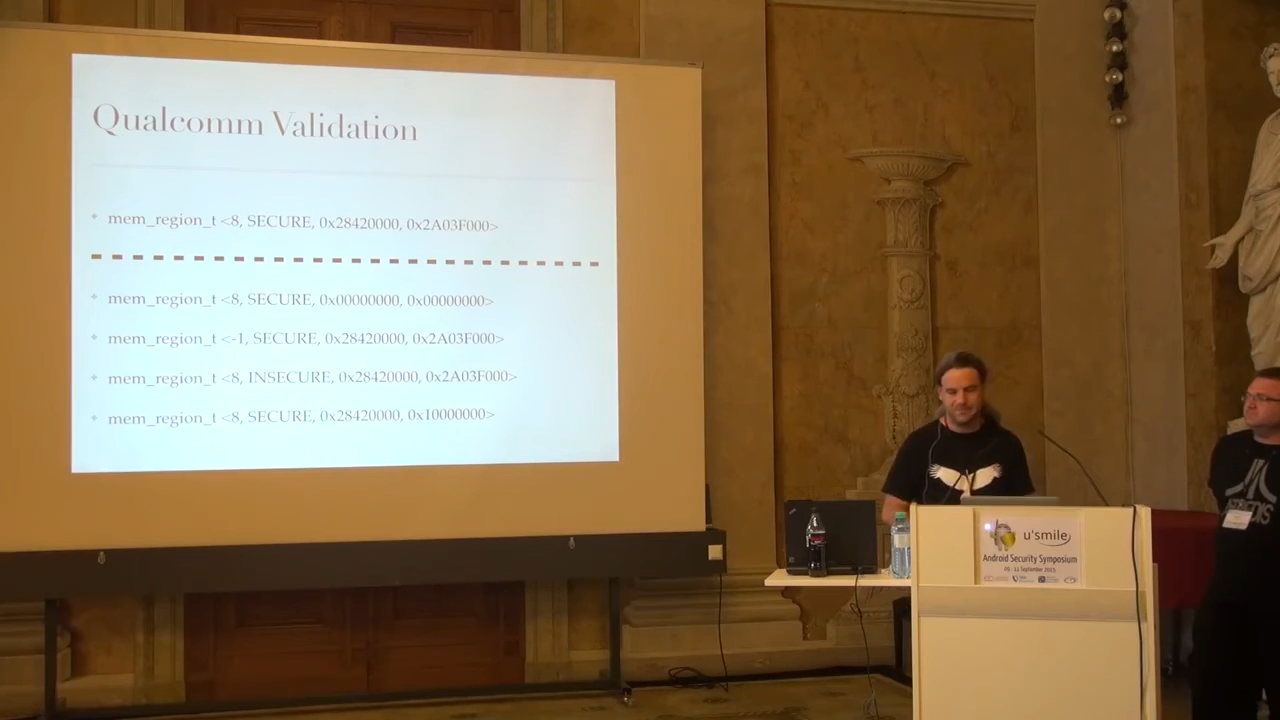 Qualcomm Validation
mem_region_t <8, SECURE, 0x28420000, 0x2A03F000>
mem_region_t <8, SECURE, 0x00000000, 0x00000000>
mem_region_t <-1, SECURE, 0x28420000, 0x2A03F000>
mem_region_t <8, INSECURE, 0x28420000, 0x2A03F000>
mem_region_t <8, SECURE, 0x28420000, 0x10000000>
u'smile
Android Security Symposium